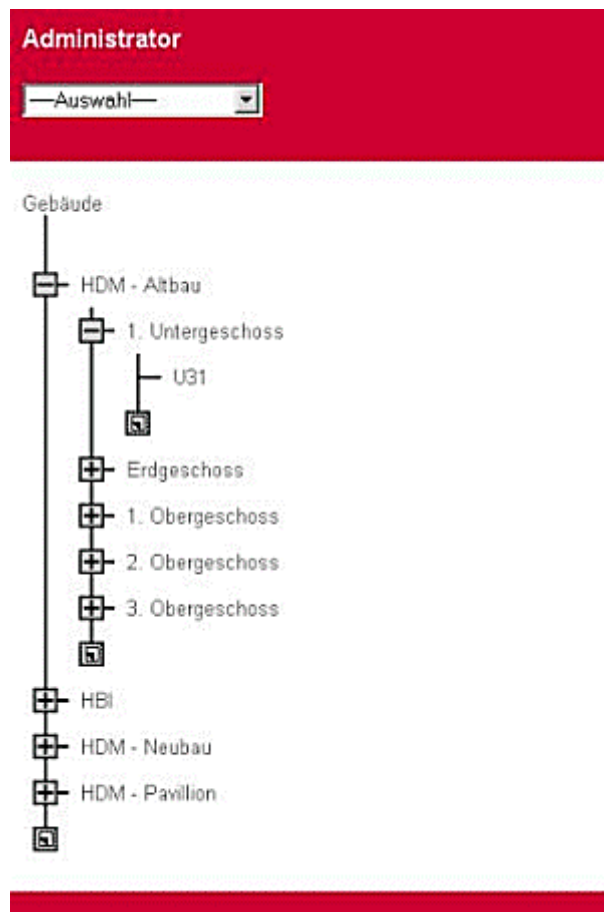 Administrator
—Auswahl—
Gebäude
HDM - Altbau
1. Untergeschoss
U31
Erdgeschoss
1. Obergeschoss
2. Obergeschoss
3. Obergeschoss
HBI
HDM - Neubau
HDM - Pavillion